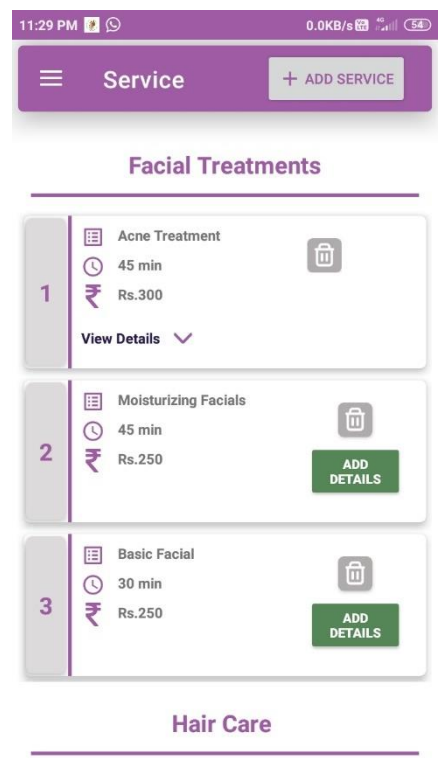 11:29 PM
0.0KB/s 4G 54
Service
+ ADD SERVICE
Facial Treatments
1
Acne Treatment
45 min
₹ Rs.300
View Details
2
Moisturizing Facials
45 min
₹ Rs.250
ADD
DETAILS
3
Basic Facial
30 min
₹ Rs.250
ADD
DETAILS
Hair Care